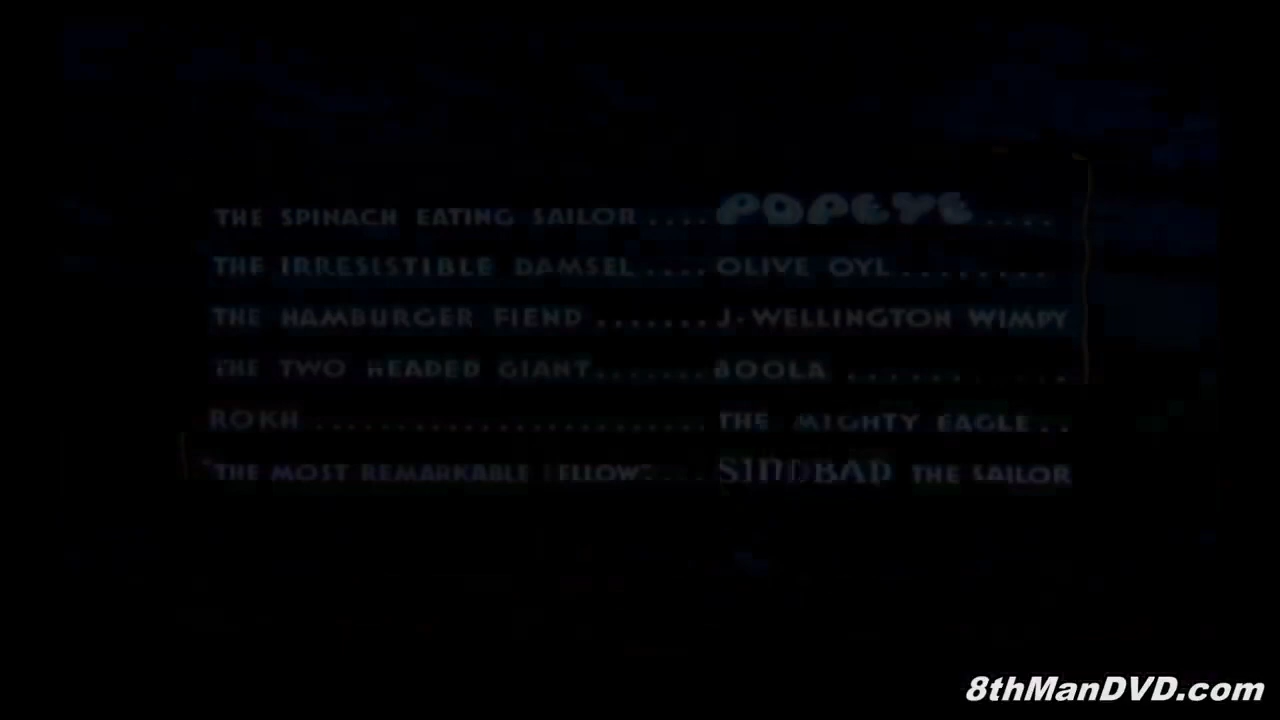 THE SPINACH EATING SAILOR .... POPEYE ....
THE IRRESISTIBLE DAMSEL .... OLIVE OYL ........
THE HAMBURGER FIEND ....... J. WELLINGTON WIMPY
THE TWO HEADED GIANT....... BOOLA ........
ROKH ........................... THE MIGHTY EAGLE..
"THE MOST REMARKABLE FELLOW".... SINDBAD THE SAILOR
8thManDVD.com